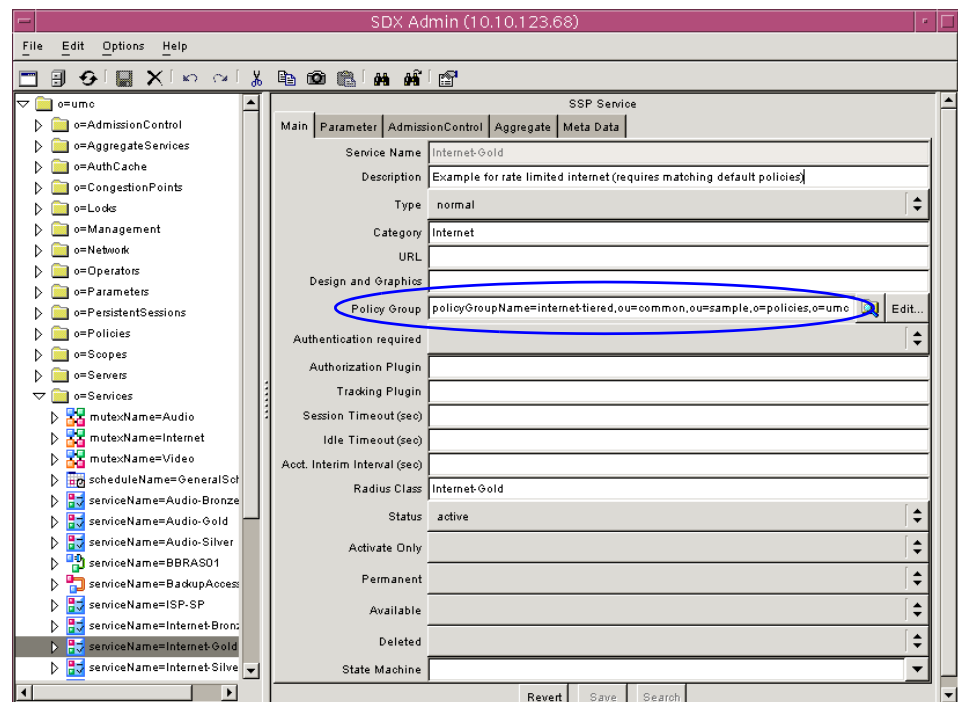 SDX Admin (10.10.123.68)
File Edit Options Help
o=umc
o=AdmissionControl
o=AggregateServices
o=AuthCache
o=CongestionPoints
o=Locks
o=Management
o=Network
o=Operators
o=Parameters
o=PersistentSessions
o=Policies
o=Scopes
o=Servers
o=Services
mutexName=Audio
mutexName=Internet
mutexName=Video
scheduleName=GeneralSch
serviceName=Audio-Bronze
serviceName=Audio-Gold
serviceName=Audio-Silver
serviceName=BBRAS01
serviceName=BackupAccess
serviceName=ISP-SP
serviceName=Internet-Bronz
serviceName=Internet-Gold
serviceName=Internet-Silve
SSP Service
Main Parameter AdmissionControl Aggregate Meta Data
Service Name Internet-Gold
Description Example for rate limited internet (requires matching default policies)
Type normal
Category Internet
URL
Design and Graphics
Policy Group policyGroupName=internet-tiered,ou=common,ou=sample,o=policies,o=umc Edit...
Authentication required
Authorization Plugin
Tracking Plugin
Session Timeout (sec)
Idle Timeout (sec)
Acct. Interim Interval (sec)
Radius Class Internet-Gold
Status active
Activate Only
Permanent
Available
Deleted
State Machine
Revert Save Search